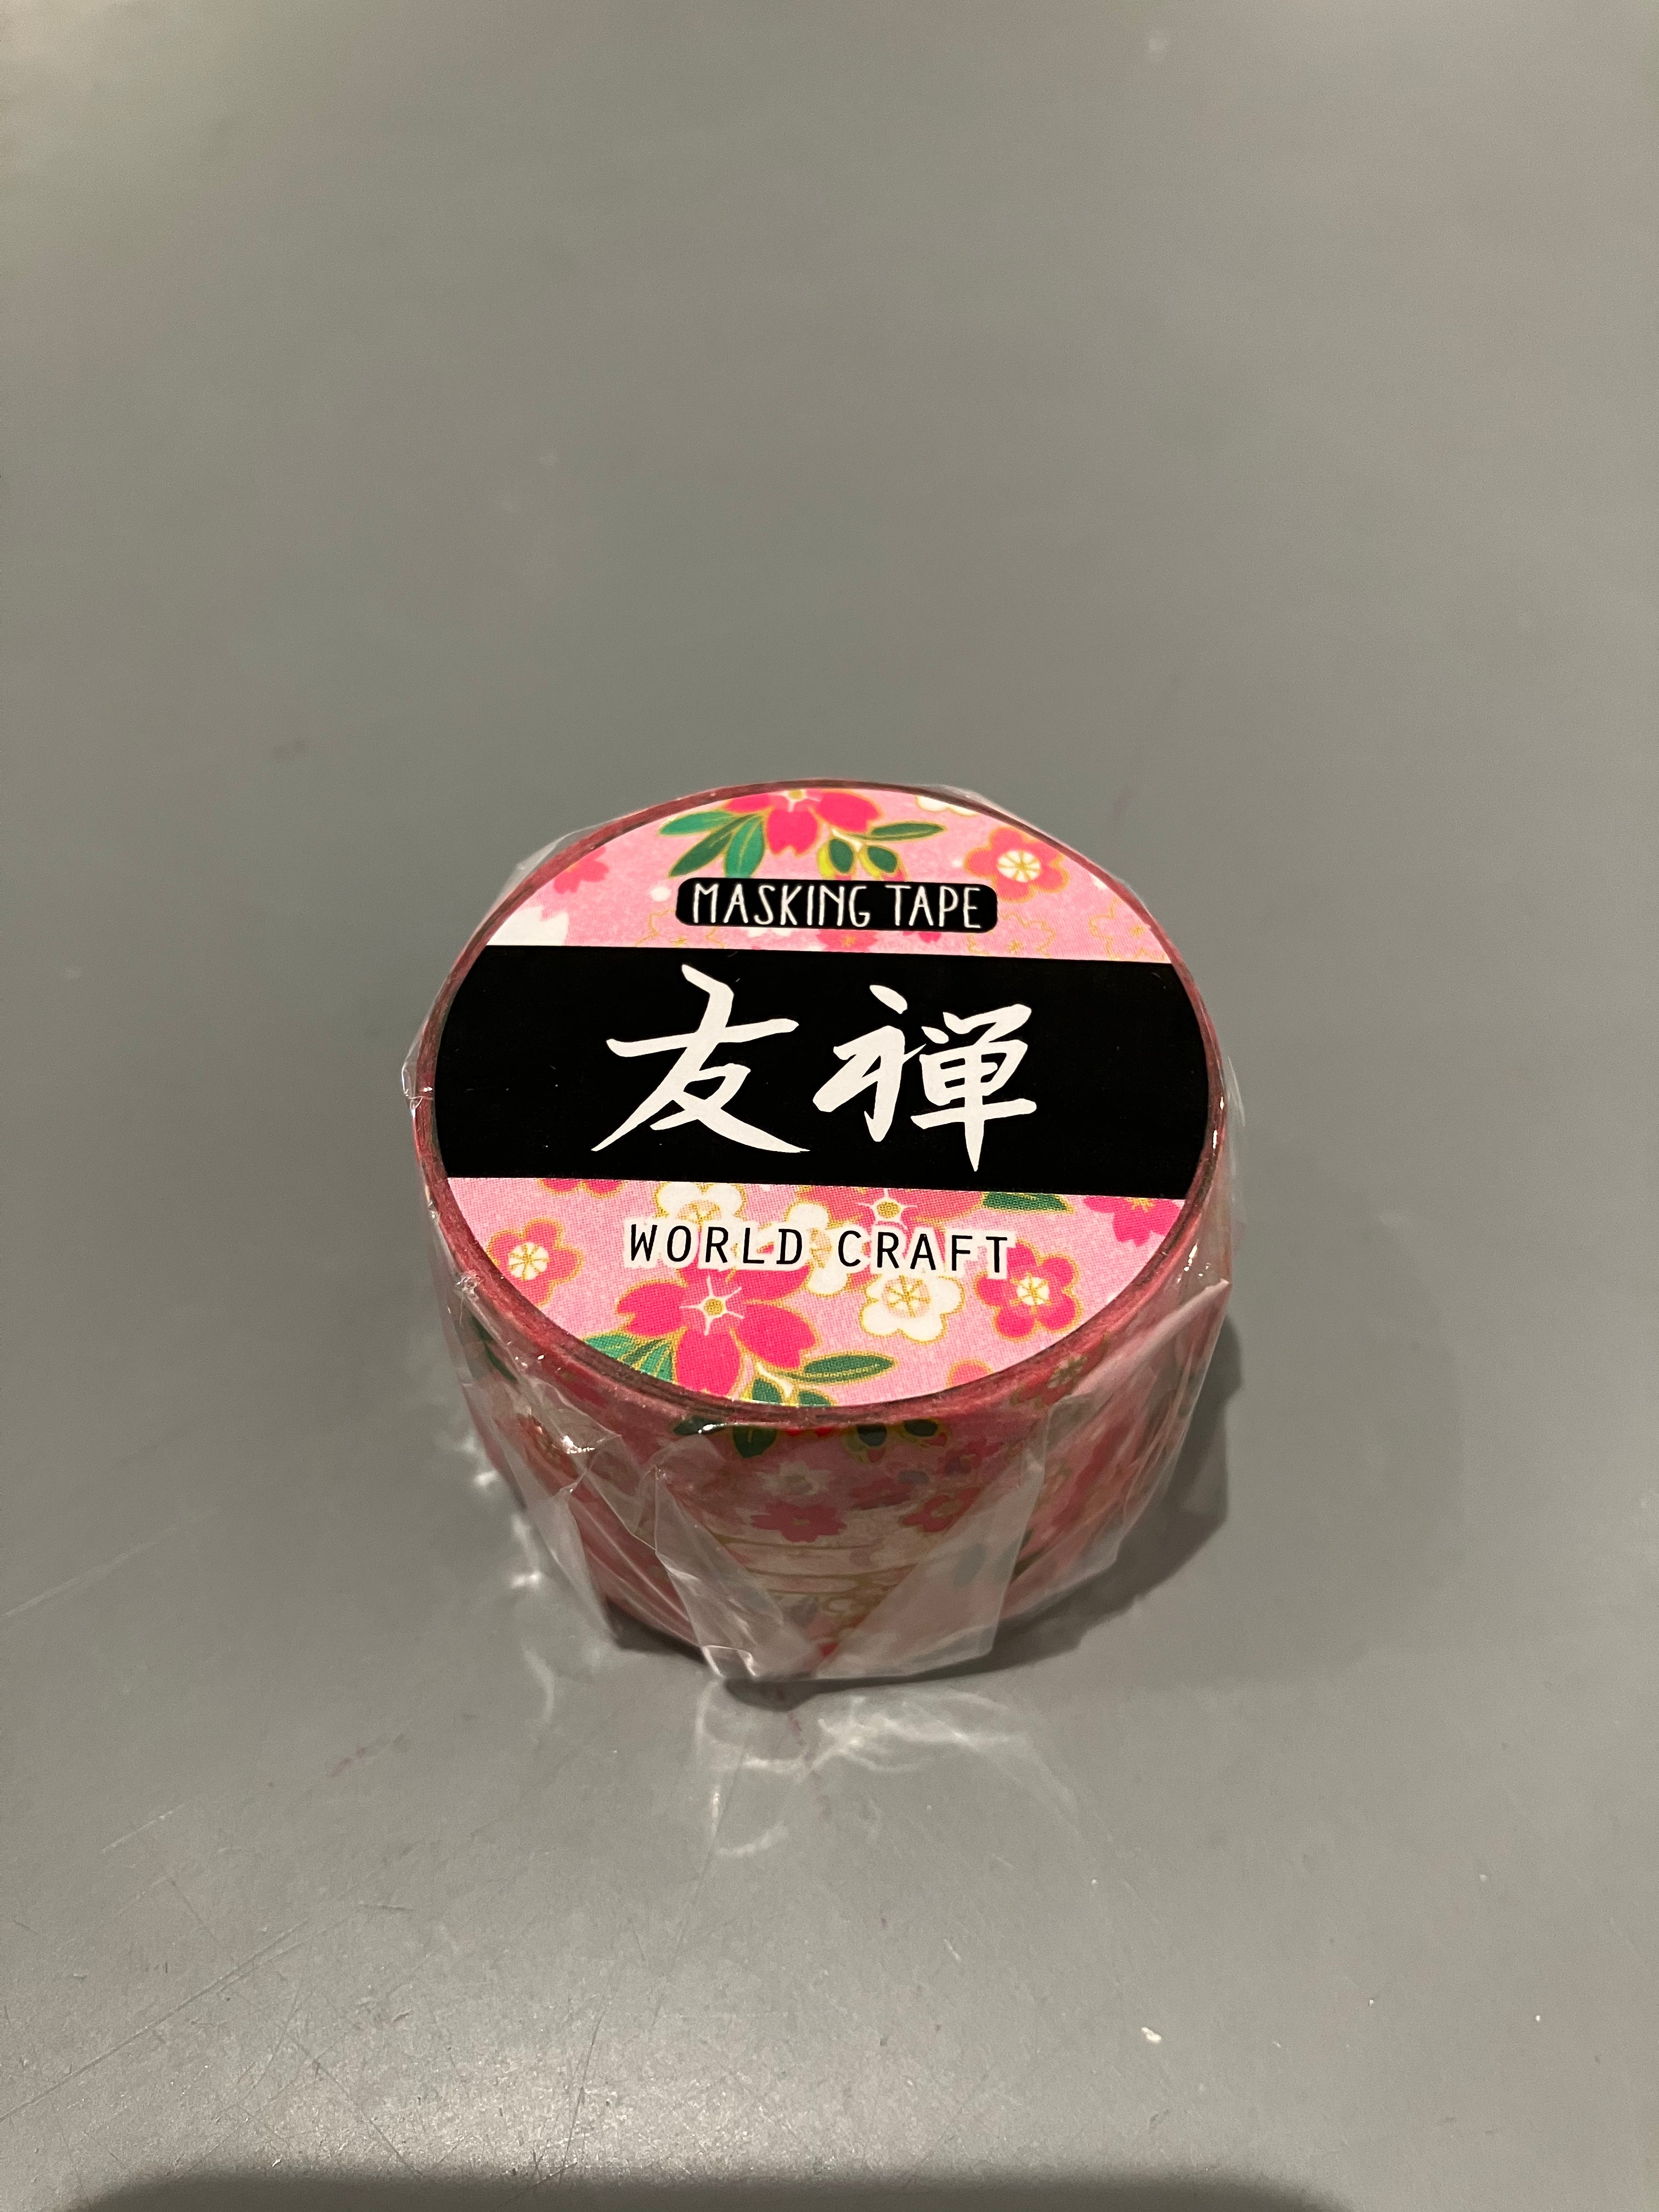 MASKING TAPE
友禅
WORLD CRAFT